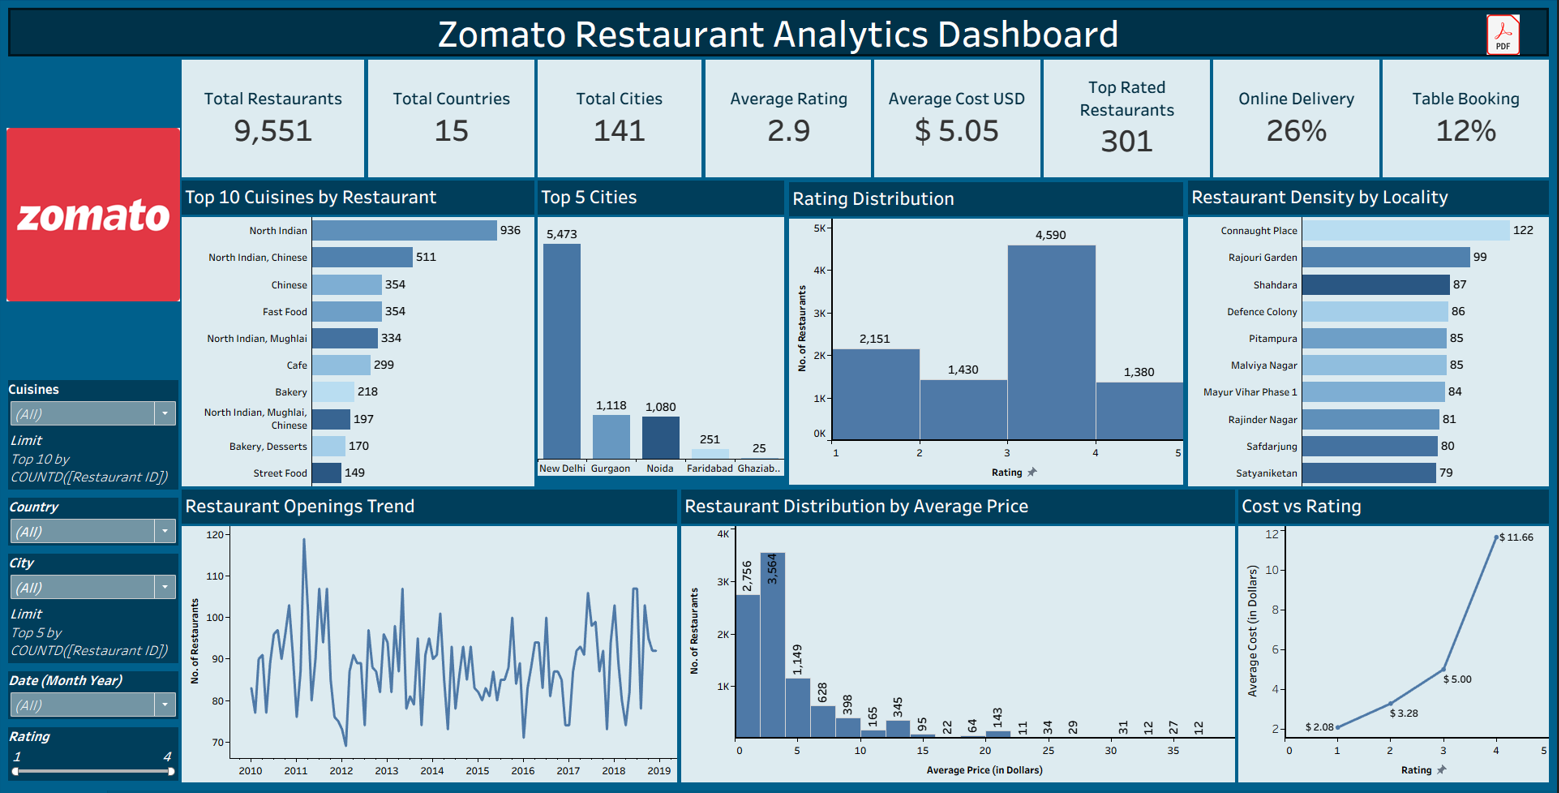 Zomato Restaurant Analytics Dashboard
PDF
Total Restaurants
9,551
Total Countries
15
Total Cities
141
Average Rating
2.9
Average Cost USD
$ 5.05
Top Rated
Restaurants
301
Online Delivery
26%
Table Booking
12%
zomato
Cuisines
(All)
Limit
Top 10 by
COUNTD([Restaurant ID])
Country
(All)
City
(All)
Limit
Top 5 by
COUNTD([Restaurant ID])
Date (Month Year)
(All)
Rating
1 4
Top 10 Cuisines by Restaurant
North Indian 936
North Indian, Chinese 511
Chinese 354
Fast Food 354
North Indian, Mughlai 334
Cafe 299
Bakery 218
North Indian, Mughlai,
Chinese 197
Bakery, Desserts 170
Street Food 149
Top 5 Cities
5,473 1,118 1,080 251 25
New Delhi Gurgaon Noida Faridabad Ghaziab..
Rating Distribution
No. of Restaurants
5K
4K
3K
2K
1K
0K
2,151 1,430 4,590 1,380
1 2 3 4 5
Rating
Restaurant Density by Locality
Connaught Place 122
Rajouri Garden 99
Shahdara 87
Defence Colony 86
Pitampura 85
Malviya Nagar 85
Mayur Vihar Phase 1 84
Rajinder Nagar 81
Safdarjung 80
Satyaniketan 79
Restaurant Openings Trend
No. of Restaurants
120
110
100
90
80
70
2010 2011 2012 2013 2014 2015 2016 2017 2018 2019
Restaurant Distribution by Average Price
No. of Restaurants
4K
3K
2K
1K
2,756 3,564 1,149 628 398 165 345 95 22 64 143 11 34 29 31 12 27 12
0 5 10 15 20 25 30 35
Average Price (in Dollars)
Cost vs Rating
Average Cost (in Dollars)
12
10
8
6
4
2
$ 2.08
$ 3.28
$ 5.00
$ 11.66
0 1 2 3 4 5
Rating